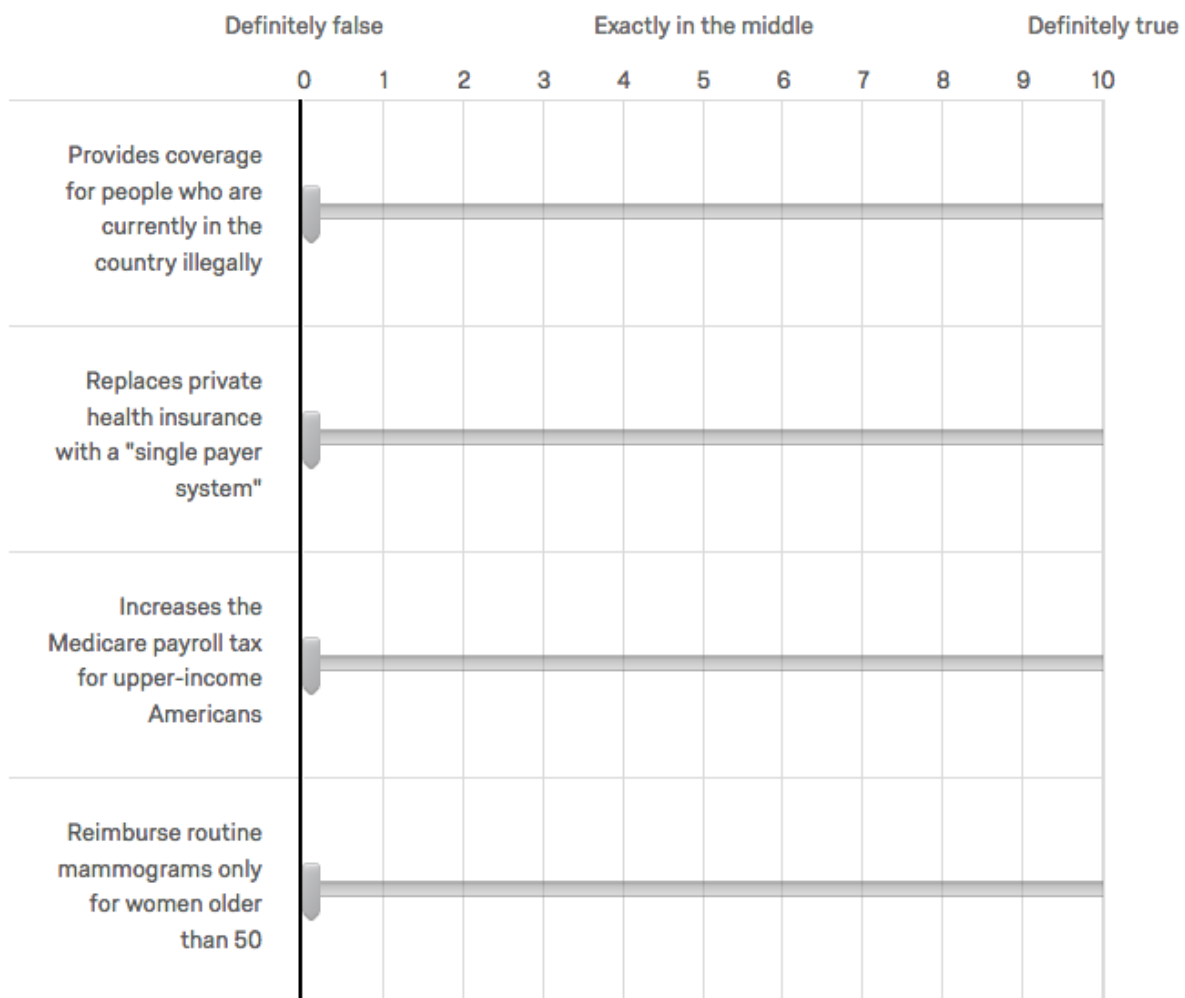 Definitely false Exactly in the middle Definitely true
0 1 2 3 4 5 6 7 8 9 10
Provides coverage
for people who are
currently in the
country illegally
Replaces private
health insurance
with a "single payer
system"
Increases the
Medicare payroll tax
for upper-income
Americans
Reimburse routine
mammograms only
for women older
than 50